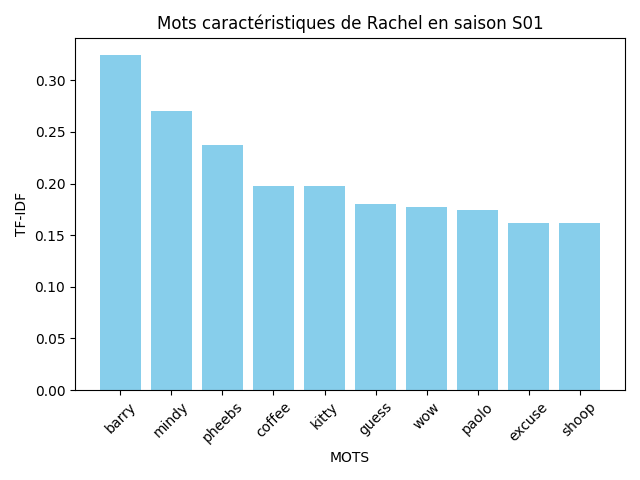 Mots caractéristiques de Rachel en saison S01
TF-IDF
0.30
0.25
0.20
0.15
0.10
0.05
0.00
barry
mindy
pheebs
coffee
kitty
guess
wow
paolo
excuse
shoop
MOTS